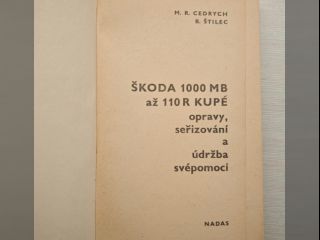 M. R. CEDRYCH
B. ŠTILEC
ŠKODA 1000 MB
až 110 R KUPÉ
opravy,
seřizování
a
údržba
svépomocí
NADAS